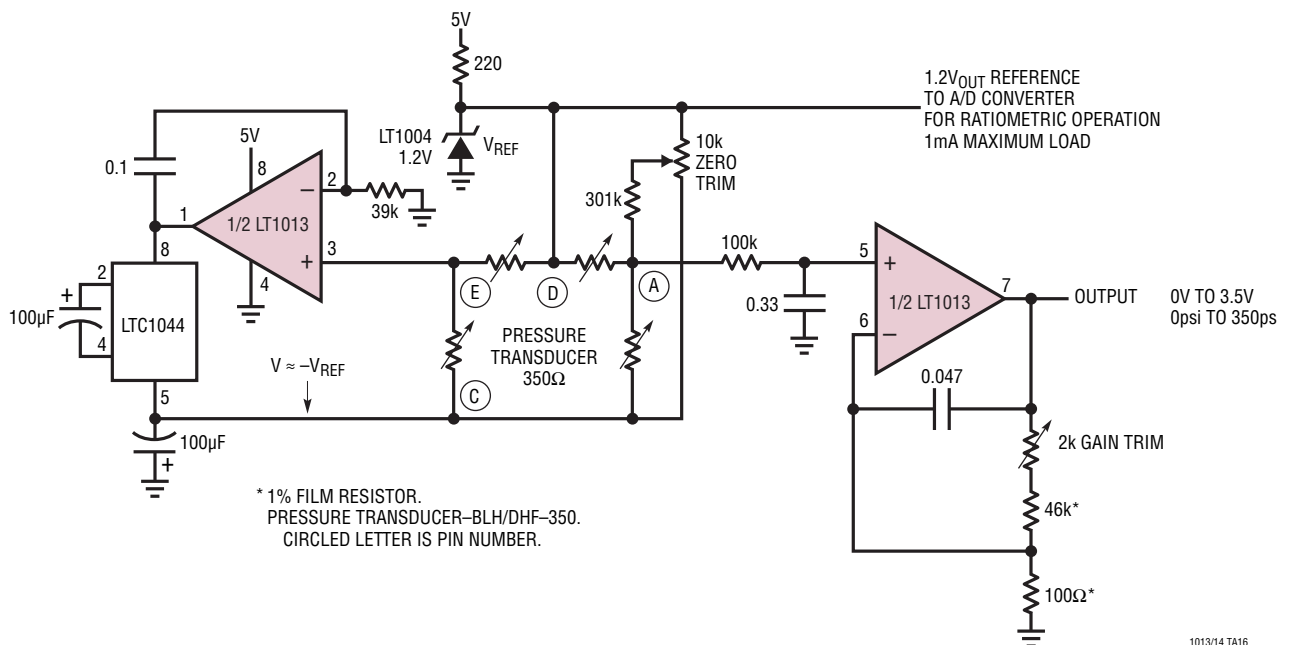 5V
220
1.2VOUT REFERENCE
TO A/D CONVERTER
FOR RATIOMETRIC OPERATION
1mA MAXIMUM LOAD
LT1004
1.2V
VREF
10k
ZERO
TRIM
301k
0.1
5V
8
2
–
39k
1
1/2 LT1013
3
+
4
8
2
+
100µF
LTC1044
4
5
100µF
+
V ≈ –VREF
E
D
A
C
PRESSURE
TRANSDUCER
350Ω
100k
0.33
5
+
1/2 LT1013
6
–
7
OUTPUT
0V TO 3.5V
0psi TO 350ps
0.047
2k GAIN TRIM
46k*
100Ω*
* 1% FILM RESISTOR.
PRESSURE TRANSDUCER–BLH/DHF–350.
CIRCLED LETTER IS PIN NUMBER.
1013/14 TA16